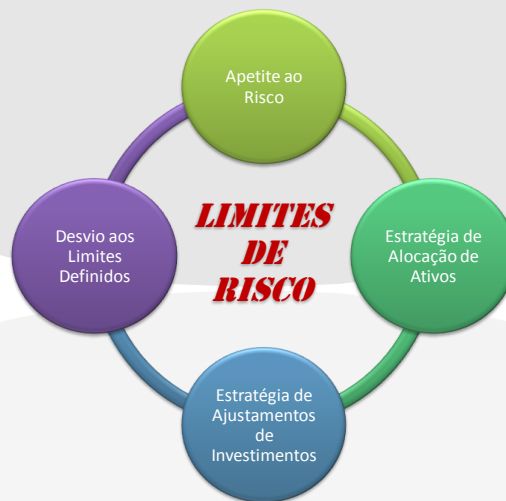 Apetite ao
Risco
LIMITES
DE
RISCO
Desvio aos
Limites
Definidos
Estratégia de
Alocação de
Ativos
Estratégia de
Ajustamentos
de
Investimentos